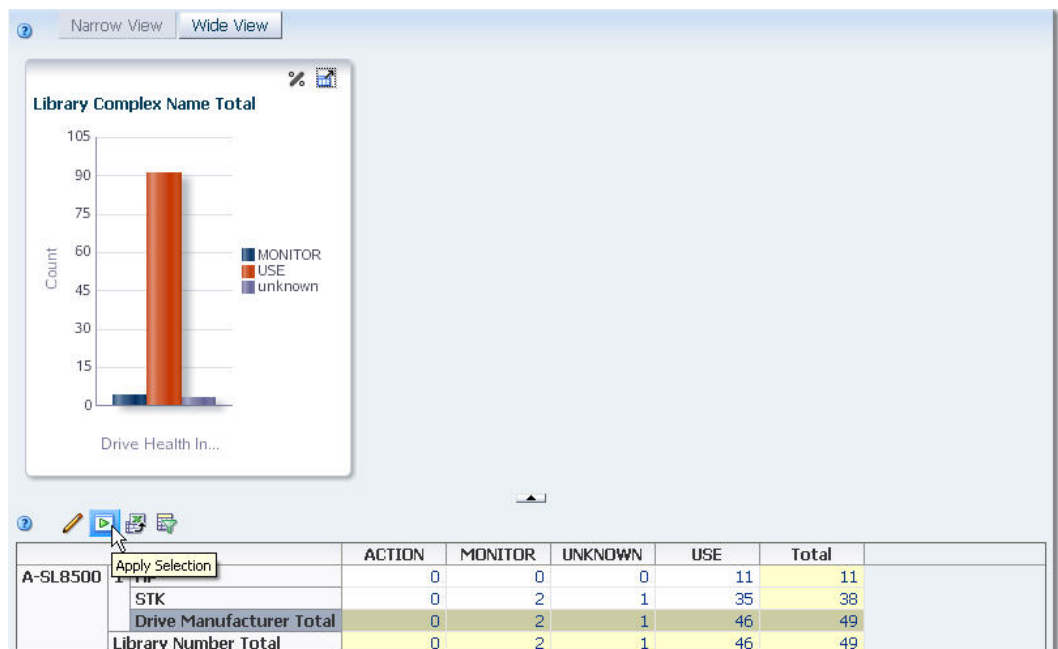 Narrow View Wide View
Library Complex Name Total
105
90
75
60
45
30
15
0
Count
MONITOR
USE
unknown
Drive Health In...
Apply Selection
ACTION MONITOR UNKNOWN USE Total
A-SL8500 1 HP 0 0 0 11 11
STK 0 2 1 35 38
Drive Manufacturer Total 0 2 1 46 49
Library Number Total 0 2 1 46 49